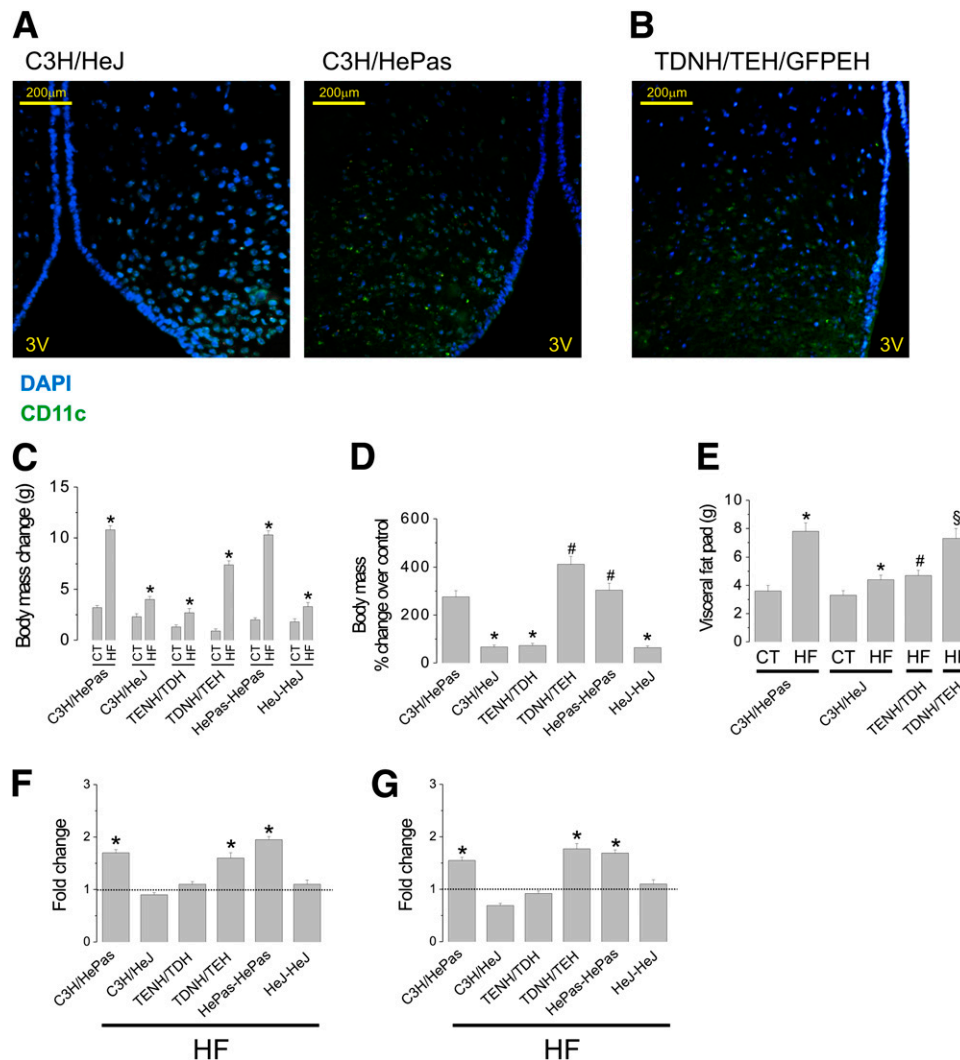 A
C3H/HeJ
C3H/HePas
200µm
200µm
3V
3V
B
TDNH/TEH/GFPEH
200µm
3V
DAPI
CD11c
C
Body mass change (g)
15
10
5
0
* * * * * *
CT HF CT HF CT HF CT HF CT HF CT HF
C3H/HePas
C3H/HeJ
TENH/TDH
TDNH/TEH
HePas-HePas
HeJ-HeJ
D
Body mass
% change over control
600
400
200
0
* * # # *
C3H/HePas
C3H/HeJ
TENH/TDH
TDNH/TEH
HePas-HePas
HeJ-HeJ
E
Visceral fat pad (g)
10
8
6
4
2
0
* * # §
CT HF CT HF HF
C3H/HePas
C3H/HeJ
TENH/TDH
TDNH/TEH
F
Fold change
3
2
1
0
* * *
C3H/HePas
C3H/HeJ
TENH/TDH
TDNH/TEH
HePas-HePas
HeJ-HeJ
HF
G
Fold change
3
2
1
0
* * *
C3H/HePas
C3H/HeJ
TENH/TDH
TDNH/TEH
HePas-HePas
HeJ-HeJ
HF